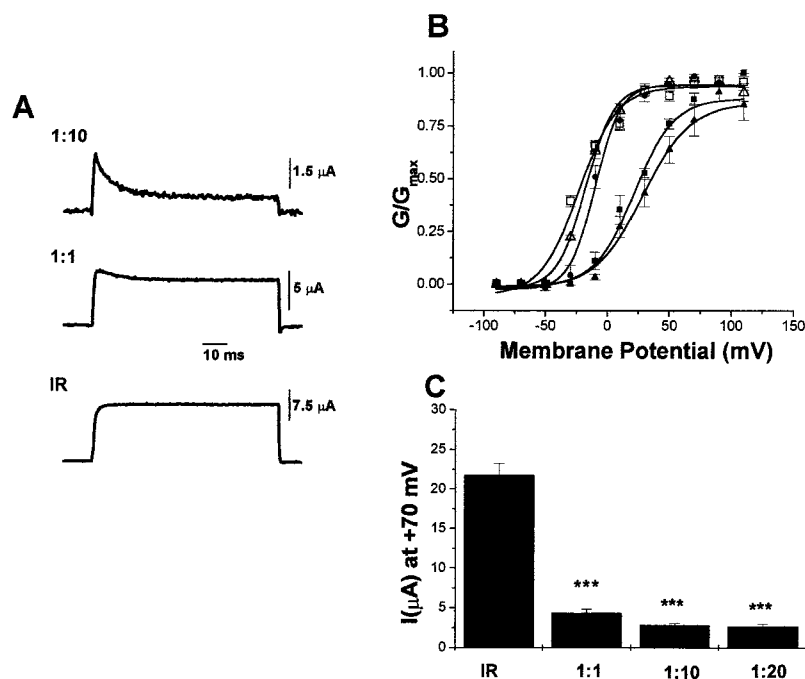 A
1:10
1.5 µA
1:1
5 µA
10 ms
IR
7.5 µA
B
1.00
0.75
0.50
0.25
0.00
G/Gmax
-100 -50 0 50 100 150
Membrane Potential (mV)
C
30
25
20
15
10
5
0
I(µA) at +70 mV
*** *** ***
IR 1:1 1:10 1:20